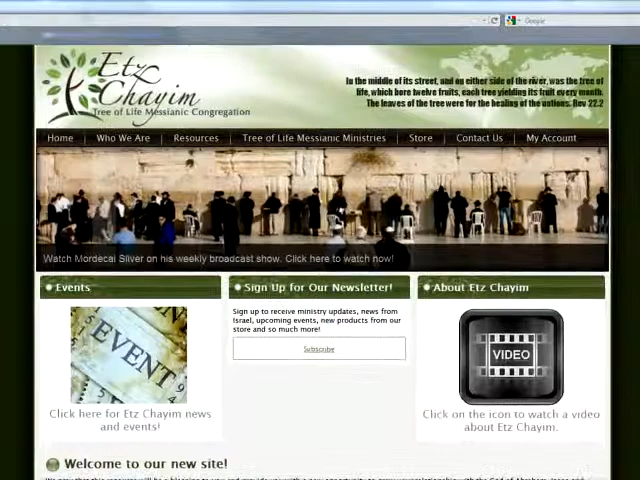 Google
Etz
Chayim
Tree of Life Messianic Congregation
In the middle of its street, and on either side of the river, was the tree of
life, which bore twelve fruits, each tree yielding its fruit every month.
The leaves of the tree were for the healing of the nations. Rev 22.2
Home | Who We Are | Resources | Tree of Life Messianic Ministries | Store | Contact Us | My Account
Watch Mordecai Silver on his weekly broadcast show. Click here to watch now!
Events
EVENT
Click here for Etz Chayim news
and events!
Sign Up for Our Newsletter!
Sign up to receive ministry updates, news from
Israel, upcoming events, new products from our
store and so much more!
Subscribe
About Etz Chayim
VIDEO
Click on the icon to watch a video
about Etz Chayim.
Welcome to our new site!